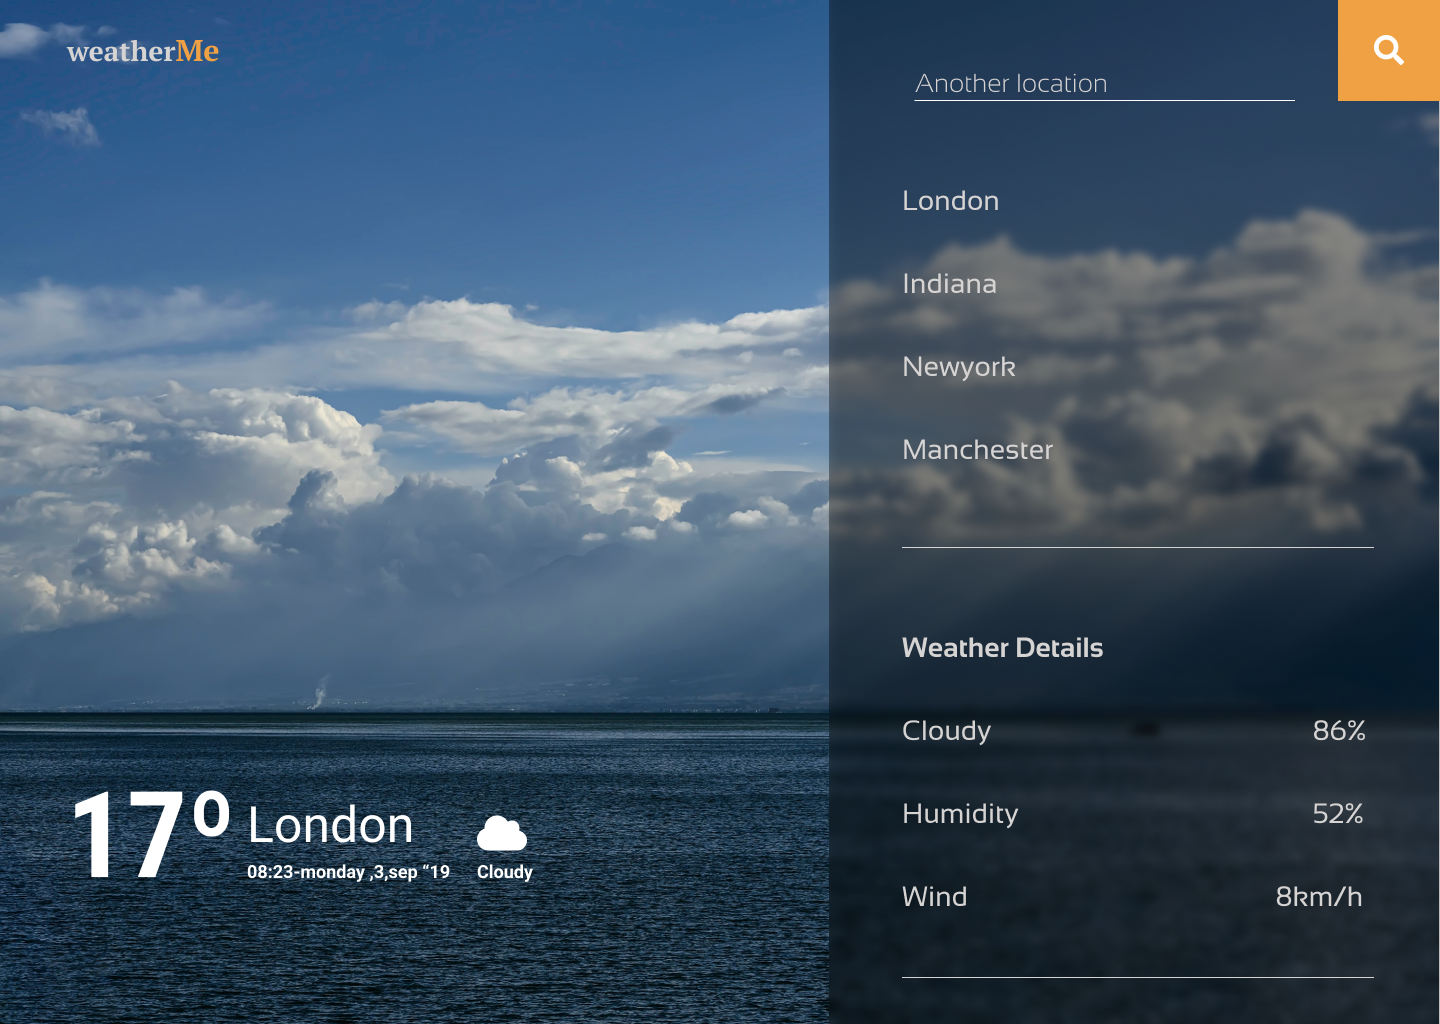 weatherMe
Another location
London
Indiana
Newyork
Manchester
Weather Details
Cloudy 86%
Humidity 52%
Wind 8km/h
17⁰ London
08:23-monday ,3,sep “19
Cloudy